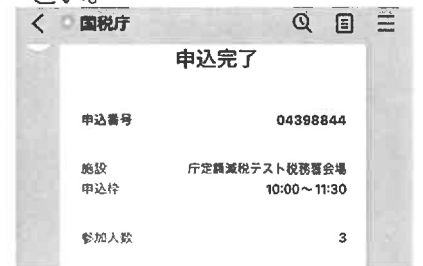 国税庁
申込完了
申込番号 04398844
施設 庁定額減税テスト税務署会場
申込枠 10:00～11:30
参加人数 3